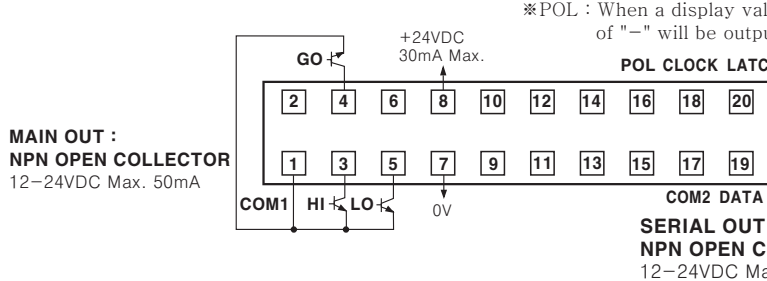 ※POL : When a display val
of "−" will be outpu
+24VDC
30mA Max.
GO
POL CLOCK LATC
2 4 6 8 10 12 14 16 18 20
MAIN OUT :
NPN OPEN COLLECTOR
12−24VDC Max. 50mA
1 3 5 7 9 11 13 15 17 19
COM1 HI LO 0V
COM2 DATA
SERIAL OUT
NPN OPEN C
12−24VDC Ma